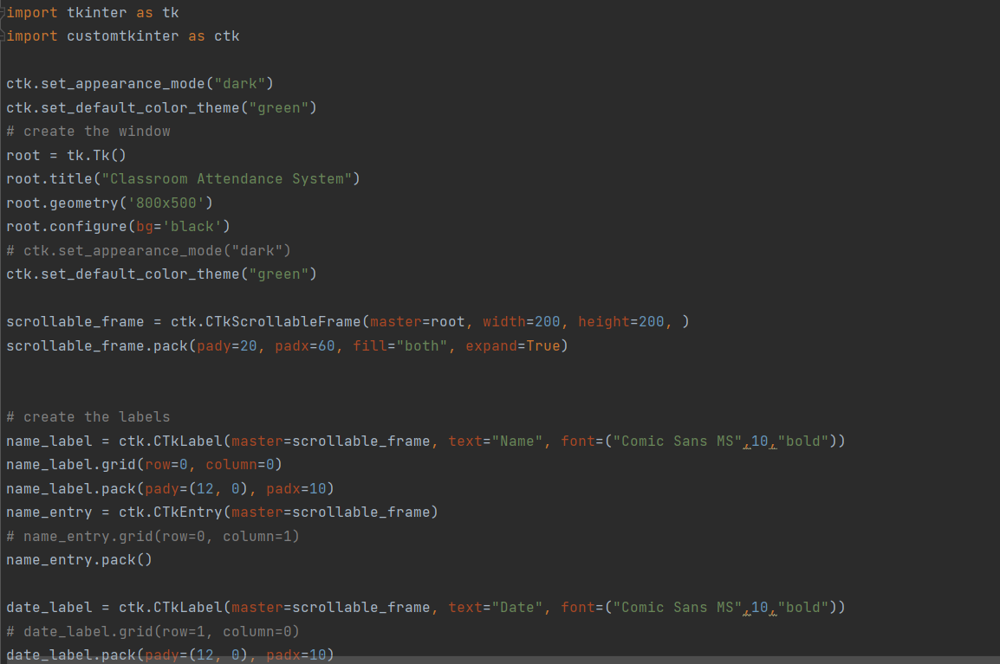 import tkinter as tk
import customtkinter as ctk
ctk.set_appearance_mode("dark")
ctk.set_default_color_theme("green")
# create the window
root = tk.Tk()
root.title("Classroom Attendance System")
root.geometry('800x500')
root.configure(bg='black')
# ctk.set_appearance_mode("dark")
ctk.set_default_color_theme("green")
scrollable_frame = ctk.CTkScrollableFrame(master=root, width=200, height=200, )
scrollable_frame.pack(pady=20, padx=60, fill="both", expand=True)
# create the labels
name_label = ctk.CTkLabel(master=scrollable_frame, text="Name", font=("Comic Sans MS",10,"bold"))
name_label.grid(row=0, column=0)
name_label.pack(pady=(12, 0), padx=10)
name_entry = ctk.CTkEntry(master=scrollable_frame)
# name_entry.grid(row=0, column=1)
name_entry.pack()
date_label = ctk.CTkLabel(master=scrollable_frame, text="Date", font=("Comic Sans MS",10,"bold"))
# date_label.grid(row=1, column=0)
date_label.pack(pady=(12, 0), padx=10)